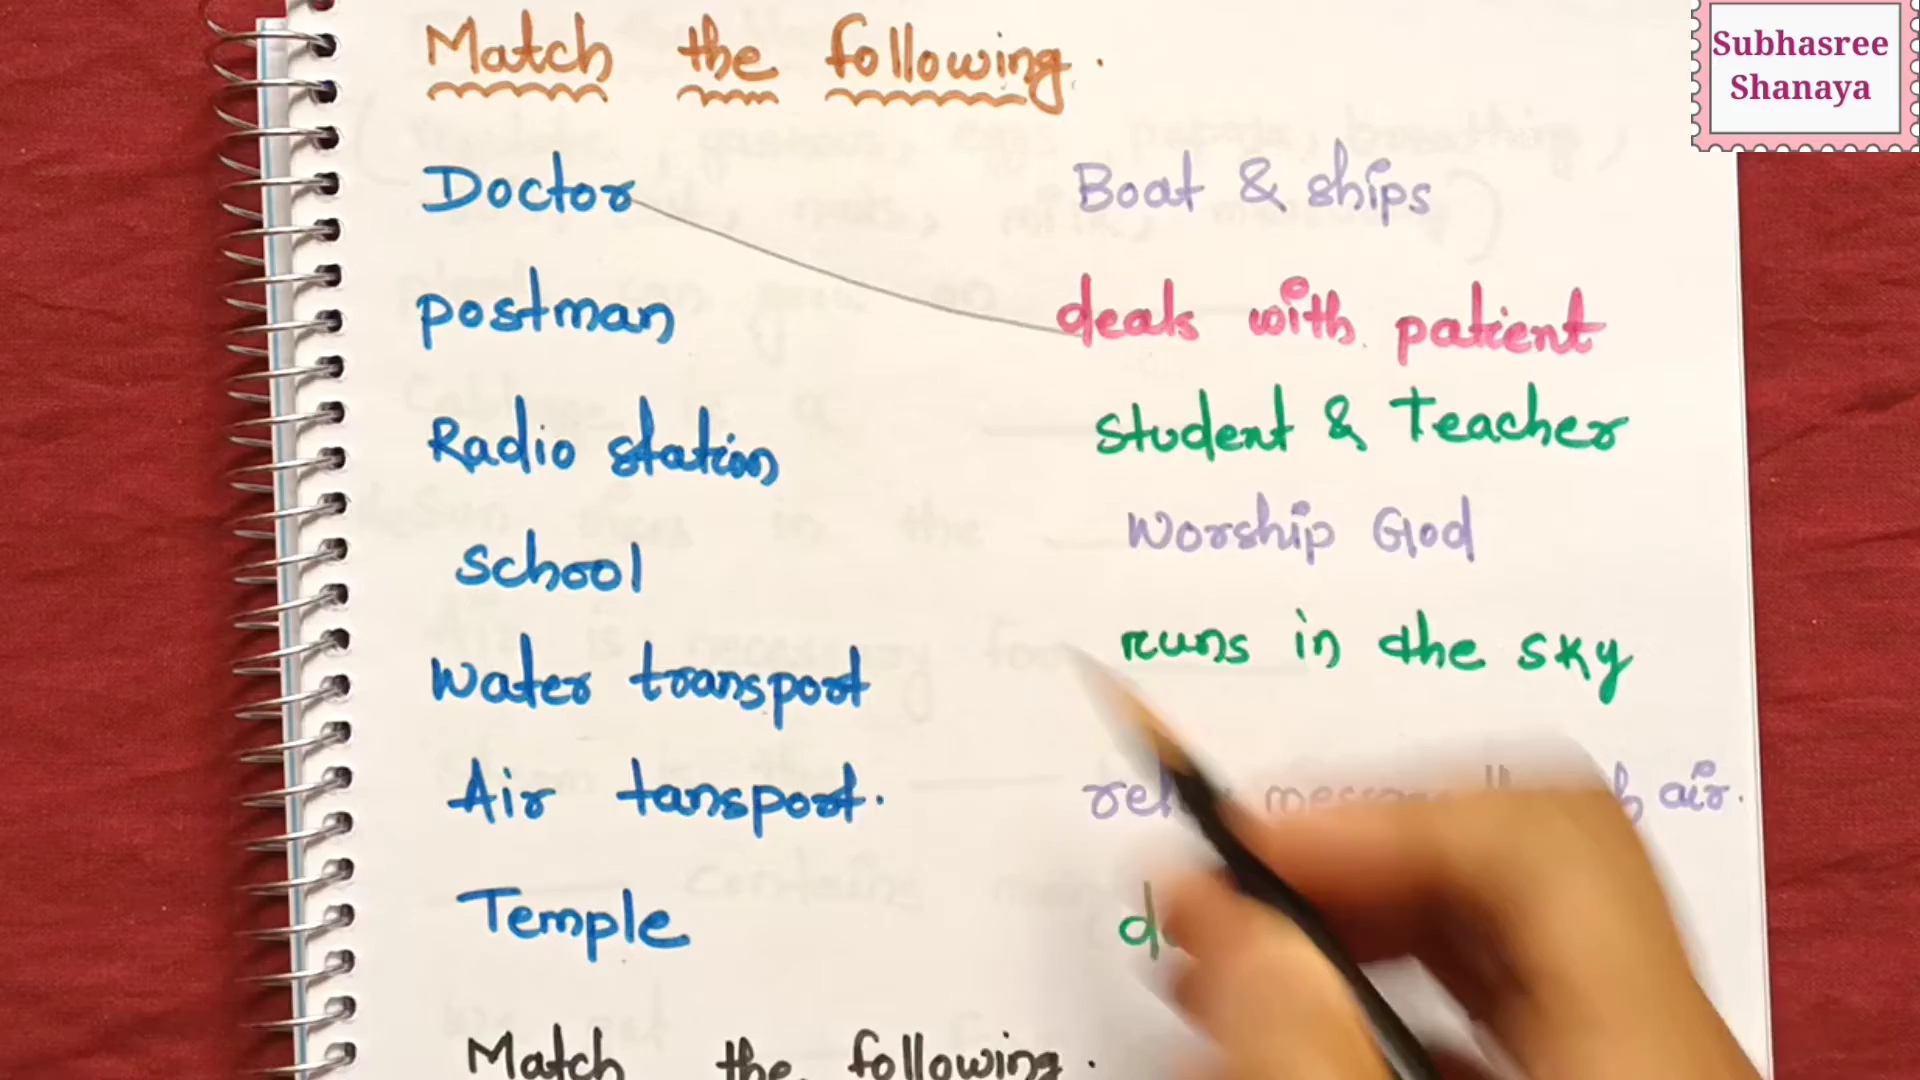 Subhasree
Shanaya
Match the following.
Doctor Boat & ships
postman deals with patient
Radio station student & Teacher
school Worship God
Water transport runs in the sky
Air tansport. air.
Temple
Match the following.